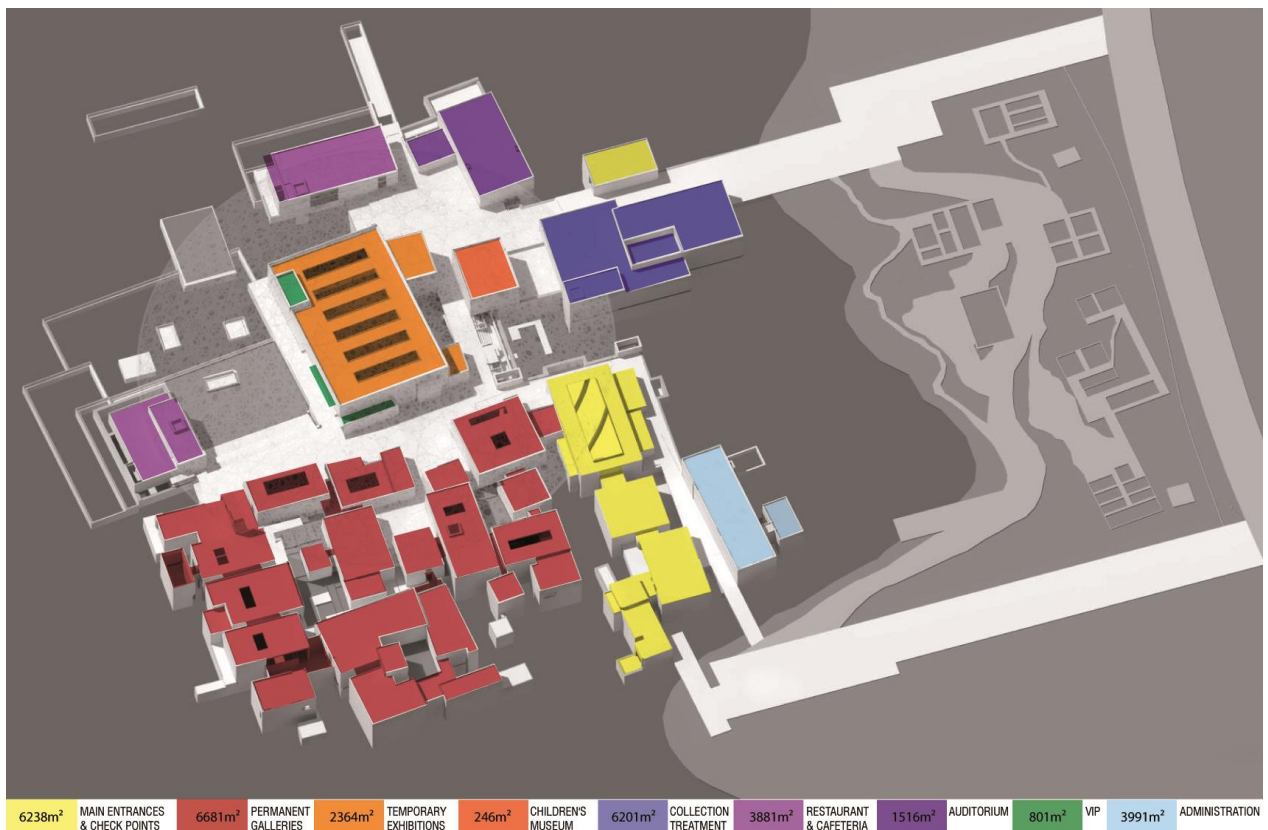 6238m² MAIN ENTRANCES
& CHECK POINTS
6681m² PERMANENT
GALLERIES
2364m² TEMPORARY
EXHIBITIONS
246m² CHILDREN'S
MUSEUM
6201m² COLLECTION
TREATMENT
3881m² RESTAURANT
& CAFETERIA
1516m² AUDITORIUM
801m² VIP
3991m² ADMINISTRATION